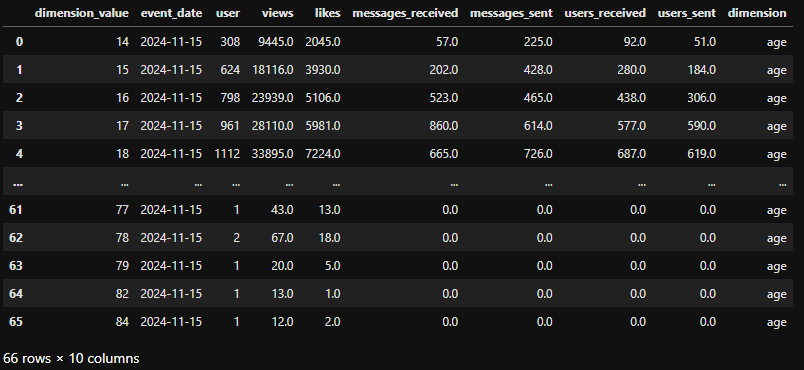 dimension_value event_date user views likes messages_received messages_sent users_received users_sent dimension
0 14 2024-11-15 308 9445.0 2045.0 57.0 225.0 92.0 51.0 age
1 15 2024-11-15 624 18116.0 3930.0 202.0 428.0 280.0 184.0 age
2 16 2024-11-15 798 23939.0 5106.0 523.0 465.0 438.0 306.0 age
3 17 2024-11-15 961 28110.0 5981.0 860.0 614.0 577.0 590.0 age
4 18 2024-11-15 1112 33895.0 7224.0 665.0 726.0 687.0 619.0 age
... ... ... ... ... ... ... ... ... ... ...
61 77 2024-11-15 1 43.0 13.0 0.0 0.0 0.0 0.0 age
62 78 2024-11-15 2 67.0 18.0 0.0 0.0 0.0 0.0 age
63 79 2024-11-15 1 20.0 5.0 0.0 0.0 0.0 0.0 age
64 82 2024-11-15 1 13.0 1.0 0.0 0.0 0.0 0.0 age
65 84 2024-11-15 1 12.0 2.0 0.0 0.0 0.0 0.0 age
66 rows × 10 columns